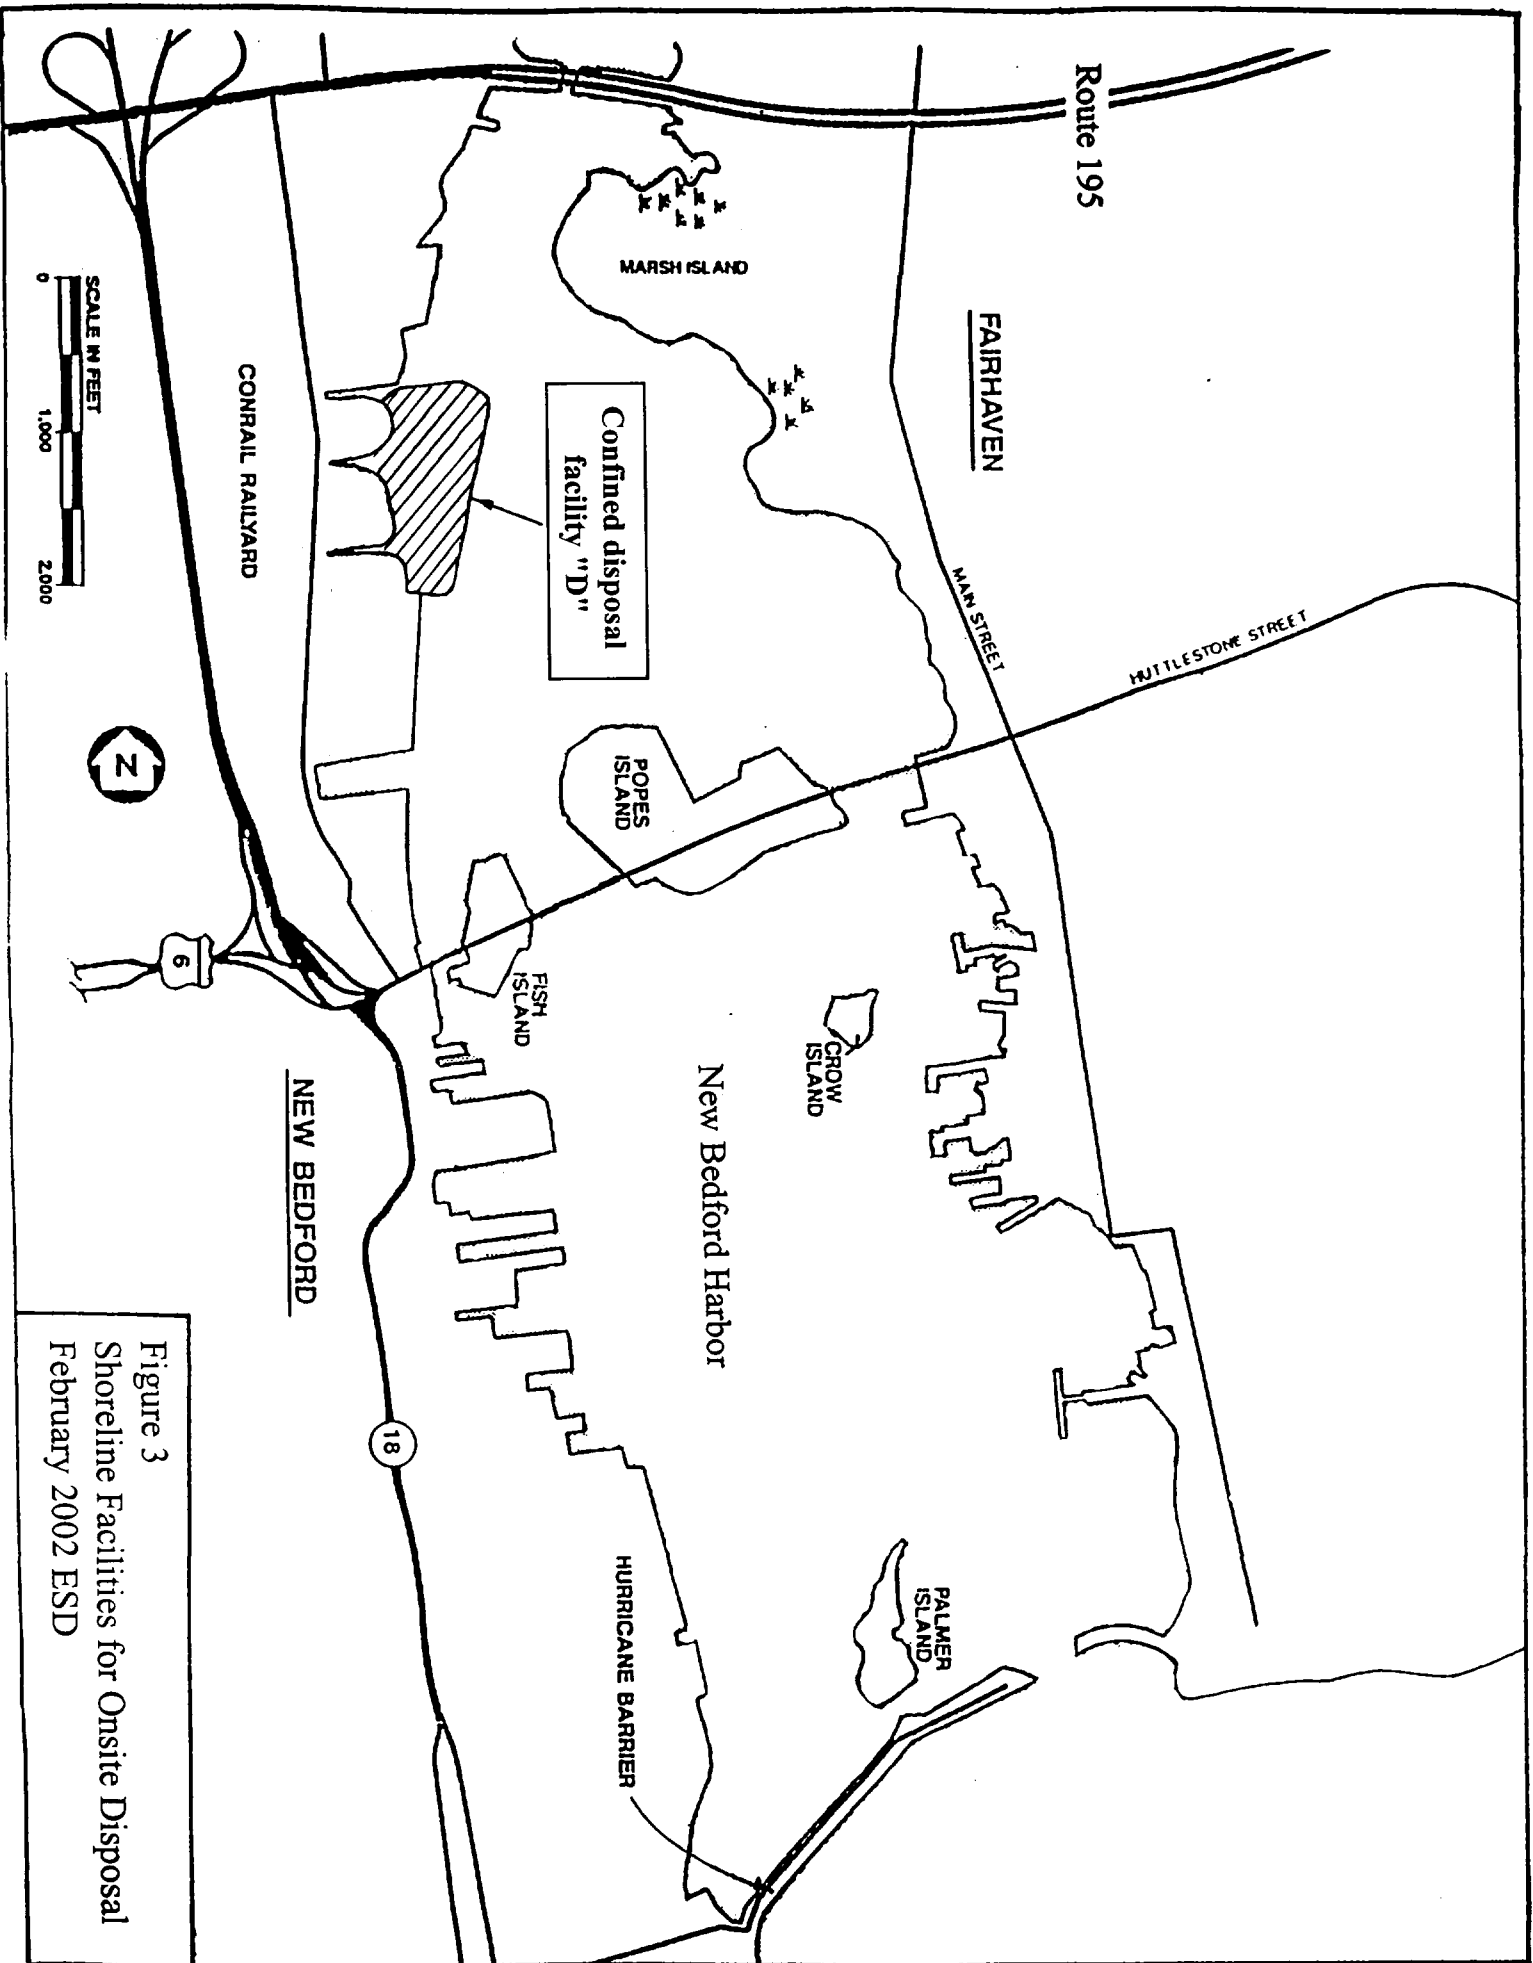 Route 195
FAIRHAVEN
MARSH ISLAND
MAIN STREET
HUTTLESTONE STREET
Confined disposal
facility "D"
SCALE IN FEET
0 1,000 2,000
CONRAIL RAILYARD
POPES
ISLAND
N
6
FISH
ISLAND
CROW
ISLAND
New Bedford Harbor
NEW BEDFORD
18
PALMER
ISLAND
HURRICANE BARRIER
Figure 3
Shoreline Facilities for Onsite Disposal
February 2002 ESD